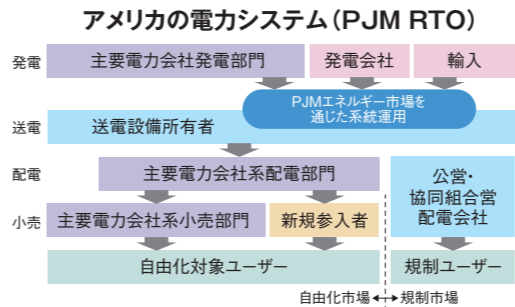 アメリカの電力システム（PJM RTO）
発電
主要電力会社発電部門
発電会社
輸入
PJMエネルギー市場を
通じた系統運用
送電
送電設備所有者
配電
主要電力会社系配電部門
公営・
協同組合営
配電会社
小売
主要電力会社系小売部門
新規参入者
自由化対象ユーザー
規制ユーザー
自由化市場
規制市場